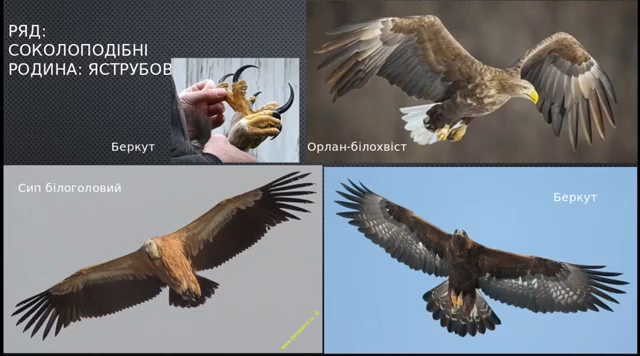 РЯД:
СОКОЛОПОДІБНІ
РОДИНА: ЯСТРУБОВ
Беркут
Орлан-білохвіст
Сип білоголовий
Беркут